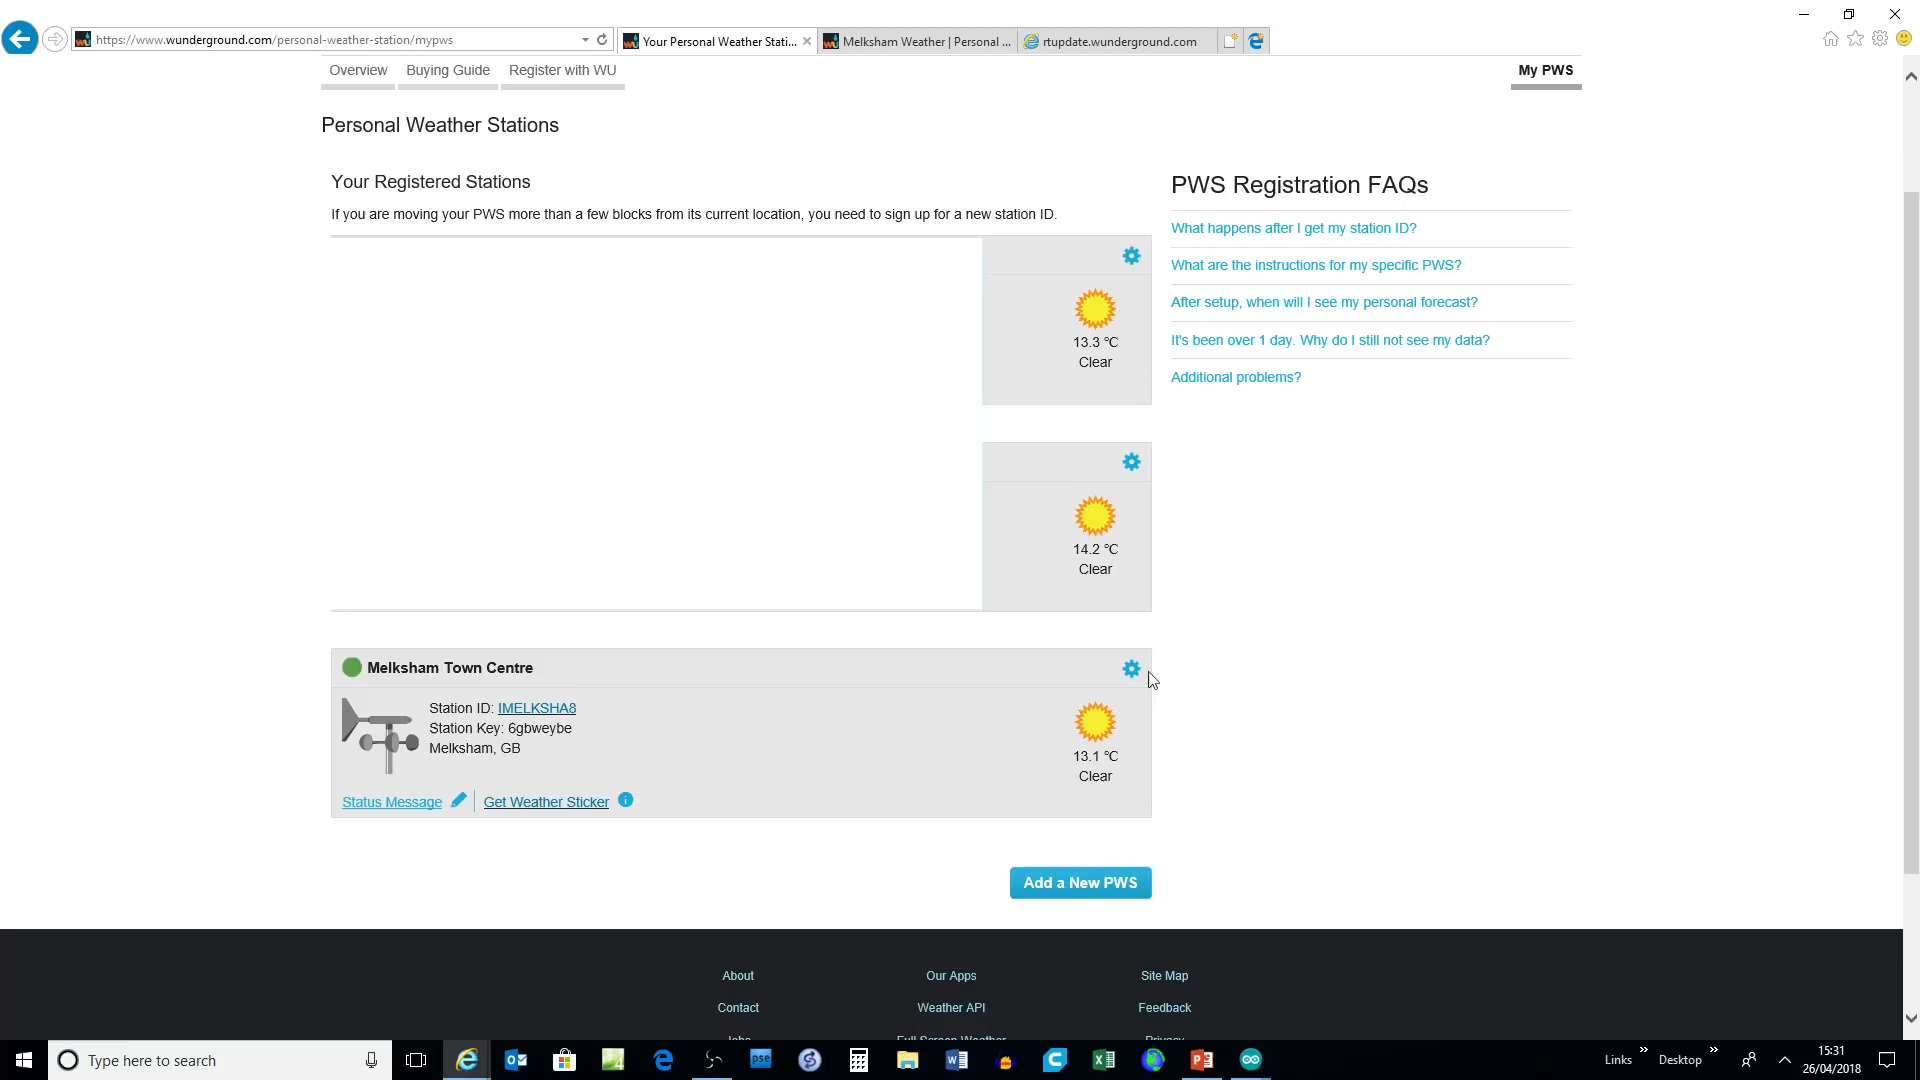 https://www.wunderground.com/personal-weather-station/mypws
Your Personal Weather Stati...
Melksham Weather | Personal ...
rtupdate.wunderground.com
Overview
Buying Guide
Register with WU
My PWS
Personal Weather Stations
Your Registered Stations
If you are moving your PWS more than a few blocks from its current location, you need to sign up for a new station ID.
13.3 °C
Clear
14.2 °C
Clear
Melksham Town Centre
Station ID: IMELKSHA8
Station Key: 6gbweybe
Melksham, GB
13.1 °C
Clear
Status Message
Get Weather Sticker
Add a New PWS
PWS Registration FAQs
What happens after I get my station ID?
What are the instructions for my specific PWS?
After setup, when will I see my personal forecast?
It's been over 1 day. Why do I still not see my data?
Additional problems?
About
Our Apps
Site Map
Contact
Weather API
Feedback
Jobs
Full Screen Weather
Privacy
Type here to search
pse
Links
Desktop
15:31
26/04/2018